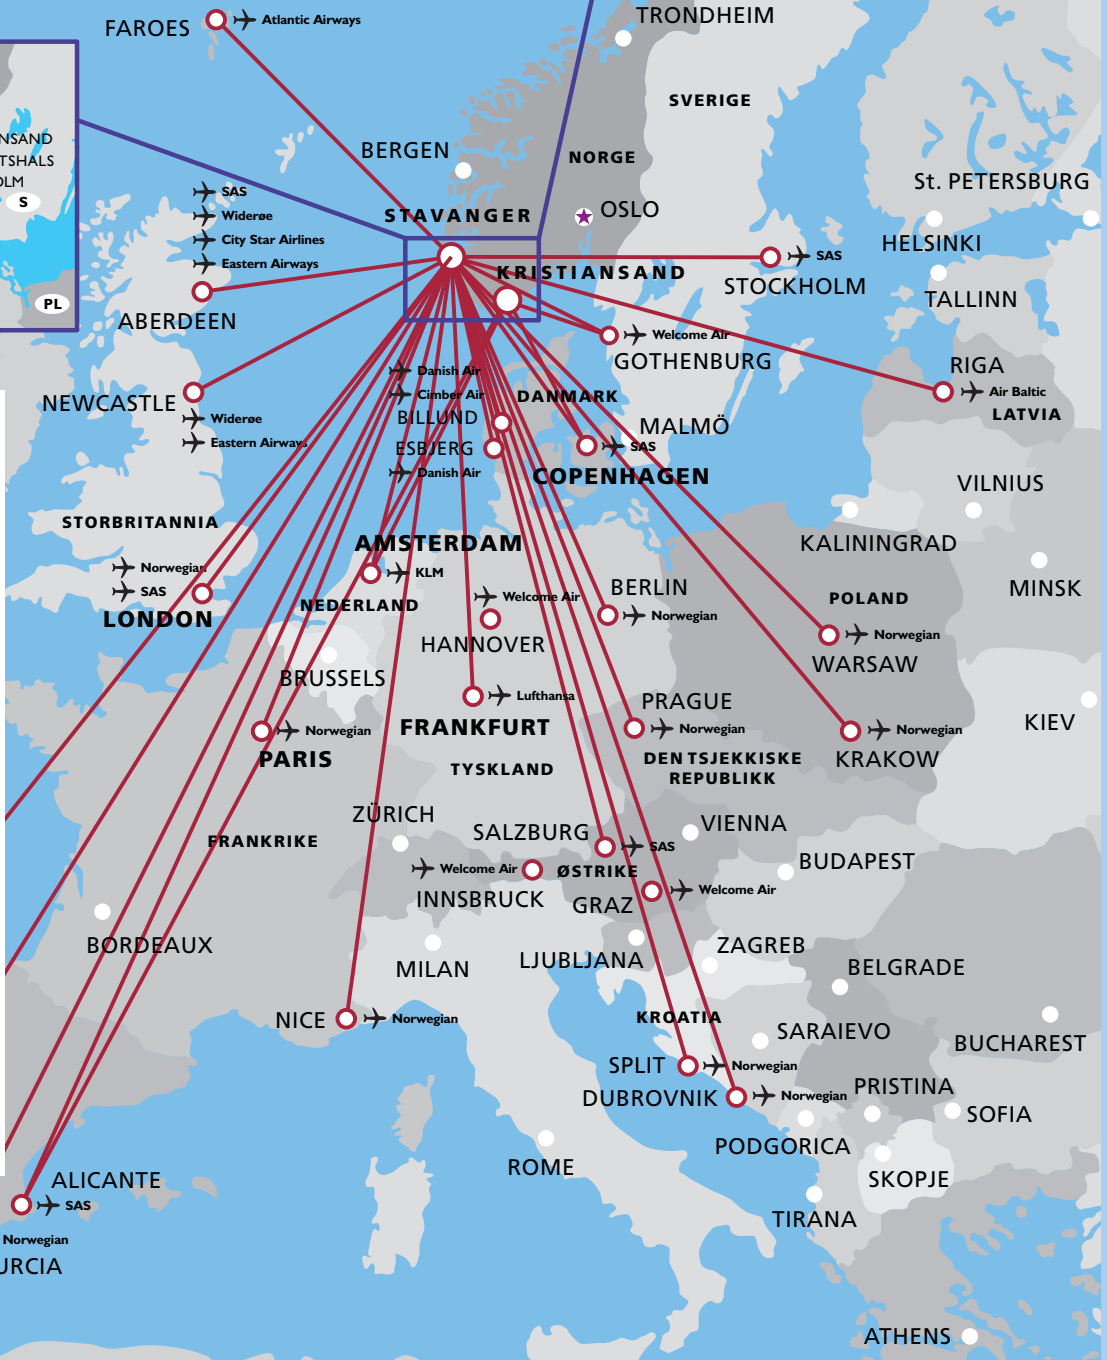 TRONDHEIM
FAROES
Atlantic Airways
SVERIGE
NSAND
TSHALS
OLM
S
PL
BERGEN
NORGE
St. PETERSBURG
SAS
Widerøe
City Star Airlines
Eastern Airways
STAVANGER
OSLO
HELSINKI
SAS
STOCKHOLM
KRISTIANSAND
TALLINN
ABERDEEN
Welcome Air
GOTHENBURG
RIGA
Air Baltic
LATVIA
NEWCASTLE
Widerøe
Eastern Airways
Danish Air
Cimber Air
BILLUND
ESBJERG
Danish Air
DANMARK
MALMÖ
SAS
COPENHAGEN
VILNIUS
STORBRITANNIA
KALININGRAD
AMSTERDAM
KLM
NEDERLAND
Norwegian
SAS
LONDON
MINSK
BERLIN
Norwegian
POLAND
Welcome Air
HANNOVER
Norwegian
WARSAW
BRUSSELS
Lufthansa
FRANKFURT
PRAGUE
Norwegian
KIEV
Norwegian
PARIS
Norwegian
KRAKOW
DEN TSJEKKISKE
REPUBLIKK
TYSKLAND
ZÜRICH
FRANKRIKE
SALZBURG
SAS
VIENNA
BUDAPEST
Welcome Air
INNSBRUCK
ØSTRIKE
GRAZ
Welcome Air
BORDEAUX
MILAN
LJUBLJANA
ZAGREB
BELGRADE
NICE
Norwegian
KROATIA
SARAIEVO
BUCHAREST
SPLIT
Norwegian
DUBROVNIK
Norwegian
PRISTINA
SOFIA
PODGORICA
ROME
SKOPJE
ALICANTE
SAS
Norwegian
URCIA
TIRANA
ATHENS